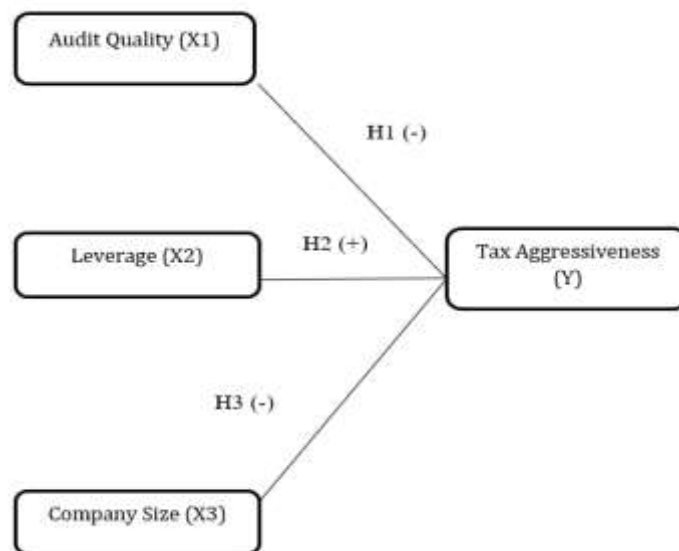 Audit Quality (X1)
H1 (-)
H2 (+)
Leverage (X2)
Tax Aggressiveness
(Y)
H3 (-)
Company Size (X3)